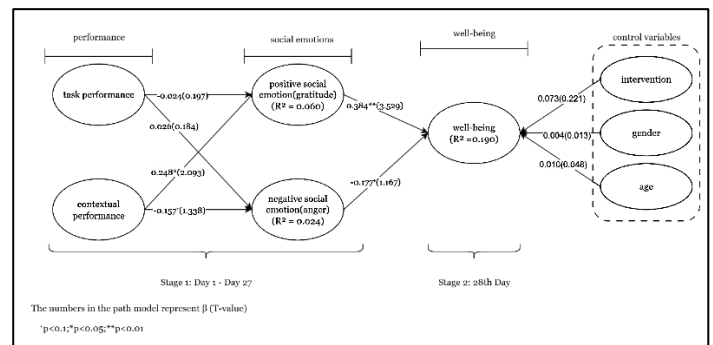 performance
social emotions
well-being
control variables
task performance
-0.024(0.197)
positive social
emotion(gratitude)
(R² = 0.060)
0.384**(3.529)
0.026(0.184)
0.248*(2.093)
contextual
performance
-0.157⁺(1.338)
negative social
emotion(anger)
(R² = 0.024)
-0.177⁺(1.167)
well-being
{R² =0.190)
0.073(0.221)
0.004(0.013)
0.010(0.048)
intervention
gender
age
Stage 1: Day 1 - Day 27
Stage 2: 28th Day
The numbers in the path model represent β (T-value)
⁺p<0.1;*p<0.05;**p<0.01